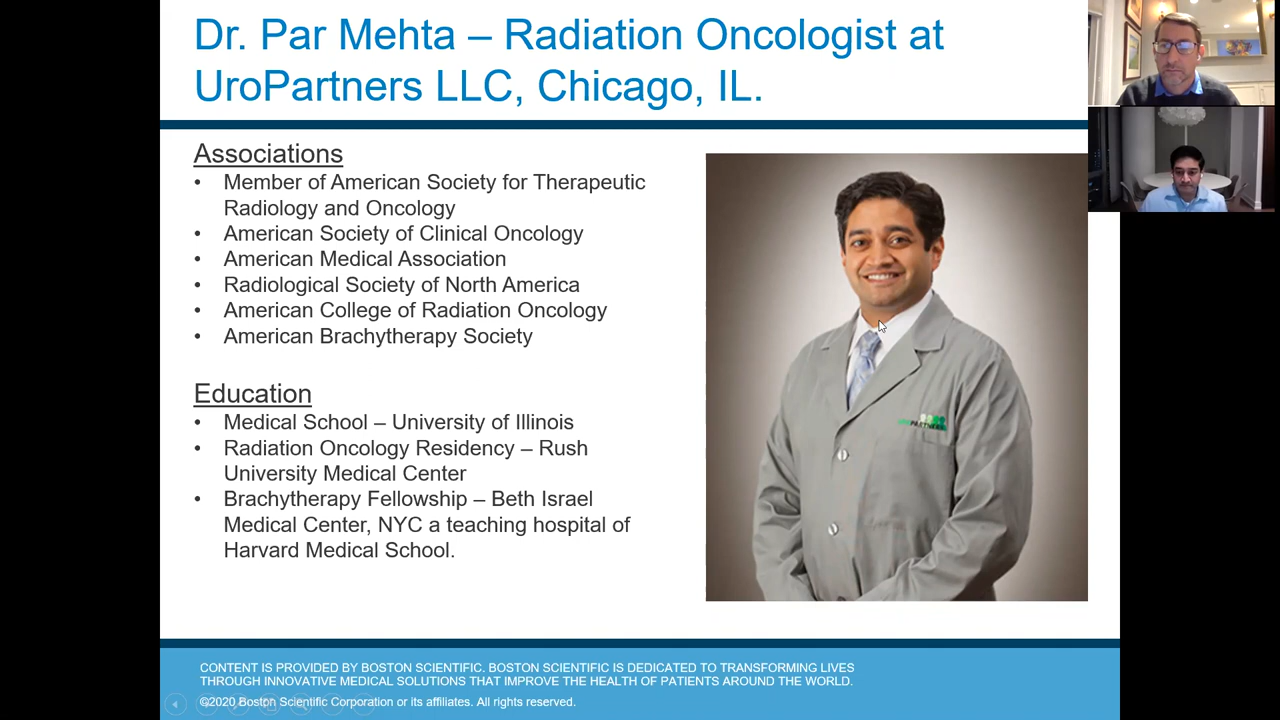 Dr. Par Mehta – Radiation Oncologist at
UroPartners LLC, Chicago, IL.
Associations
• Member of American Society for Therapeutic
Radiology and Oncology
• American Society of Clinical Oncology
• American Medical Association
• Radiological Society of North America
• American College of Radiation Oncology
• American Brachytherapy Society
Education
• Medical School – University of Illinois
• Radiation Oncology Residency – Rush
University Medical Center
• Brachytherapy Fellowship – Beth Israel
Medical Center, NYC a teaching hospital of
Harvard Medical School.
CONTENT IS PROVIDED BY BOSTON SCIENTIFIC. BOSTON SCIENTIFIC IS DEDICATED TO TRANSFORMING LIVES
THROUGH INNOVATIVE MEDICAL SOLUTIONS THAT IMPROVE THE HEALTH OF PATIENTS AROUND THE WORLD.
©2020 Boston Scientific Corporation or its affiliates. All rights reserved.